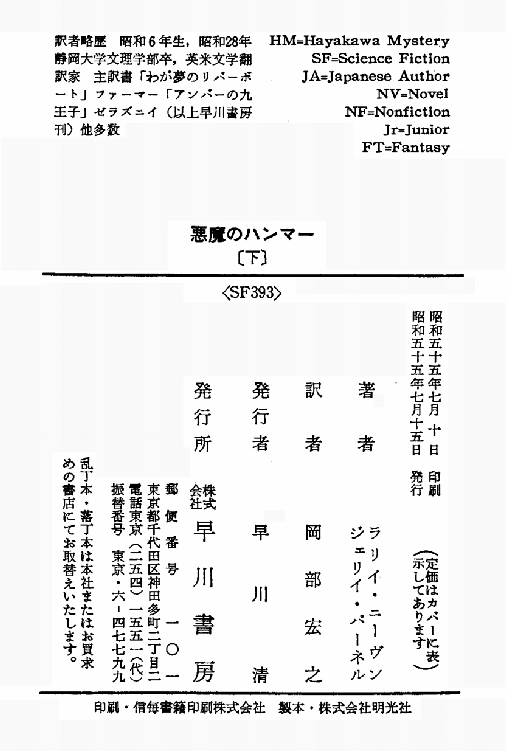 訳者略歴 昭和6年生,昭和28年
静岡大学文理学部卒,英米文学翻
訳家 主訳書「わが夢のリバーボ
ート」ファーマー「アンバーの九
王子」ゼラズニイ(以上早川書房
刊)他多数
HM=Hayakawa Mystery
SF=Science Fiction
JA=Japanese Author
NV=Novel
NF=Nonfiction
Jr=Junior
FT=Fantasy
悪魔のハンマー
〔下〕
〈SF393〉
昭和五十五年七月 十 日 印刷
昭和五十五年七月十五日 発行
(定価はカバーに表
示してあります)
著者 ラリイ・ニーヴン
ジェリイ・パーネル
訳者 岡部宏之
発行者 早川 清
発行所 株式会社 早川書房
郵便番号 一〇一
東京都千代田区神田多町二丁目二
電話東京(二五四)一五五一(代)
振替番号 東京・六-四七七九九
乱丁本・落丁本は本社またはお買求
めの書店にてお取替えいたします。
印刷・信毎書籍印刷株式会社 製本・株式会社明光社